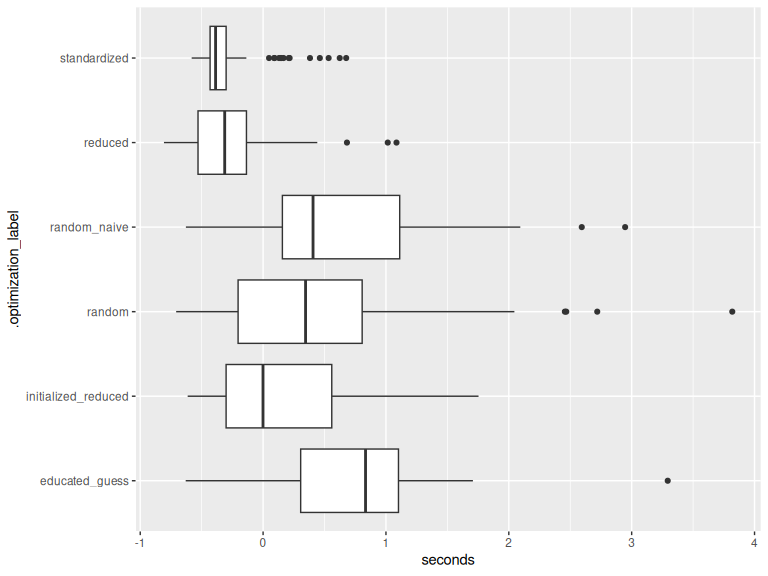 standardized
reduced
random_naive
random
initialized_reduced
educated_guess
.optimization_label
-1 0 1 2 3 4
seconds